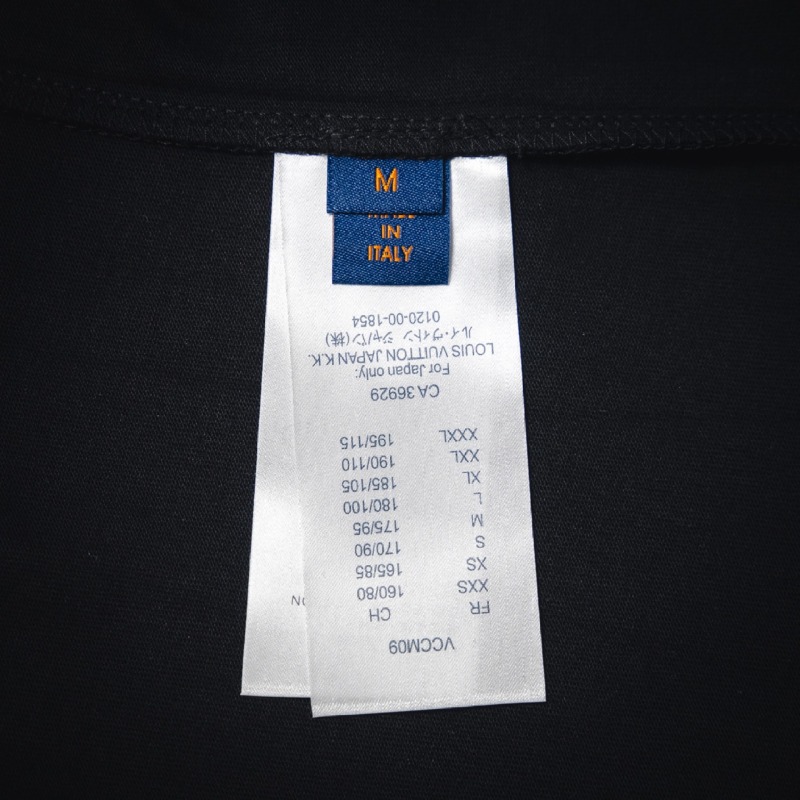 M
IN
ITALY
VCCM09
FR CH
XXS 160/80
XS 165/85
S 170/90
M 175/95
L 180/100
XL 185/105
XXL 190/110
XXXL 195/115
CA 36929
For Japan only:
LOUIS VUITTON JAPAN K.K.
ルイ・ヴィトン ジャパン(株)
0120-00-1854